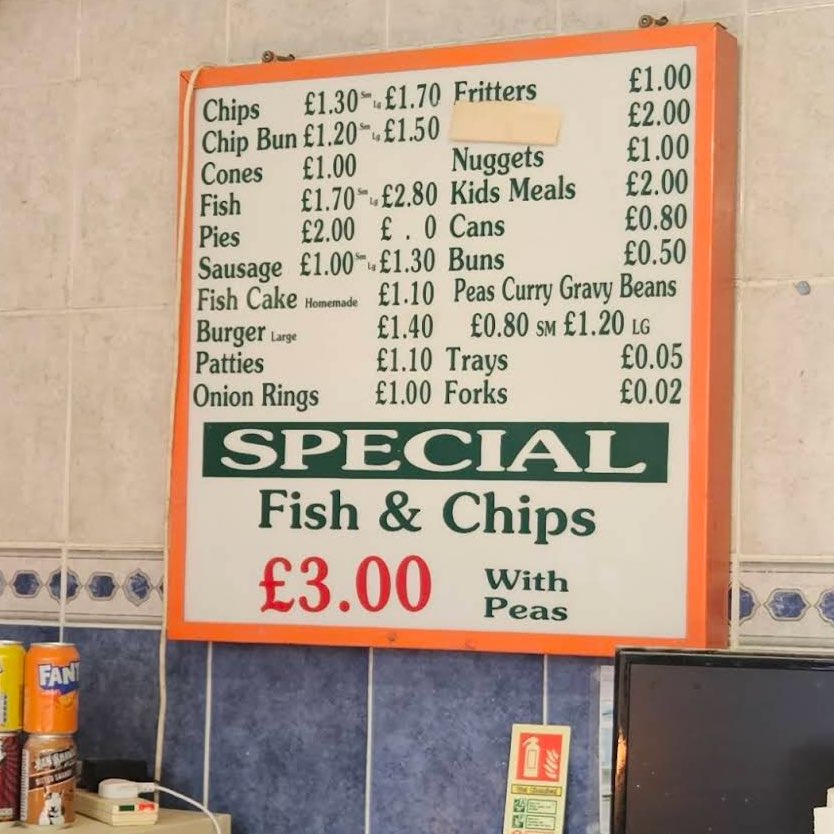 Chips £1.30 Sm Lg £1.70
Chip Bun £1.20 Sm Lg £1.50
Cones £1.00
Fish £1.70 Sm Lg £2.80
Pies £2.00 £ . 0
Sausage £1.00 Sm Lg £1.30
Fish Cake Homemade £1.10
Burger Large £1.40
Patties £1.10
Onion Rings £1.00
Fritters £1.00
£2.00
Nuggets £1.00
Kids Meals £2.00
Cans £0.80
Buns £0.50
Peas Curry Gravy Beans
£0.80 SM £1.20 LG
Trays £0.05
Forks £0.02
SPECIAL
Fish & Chips
£3.00 With
Peas
FANT